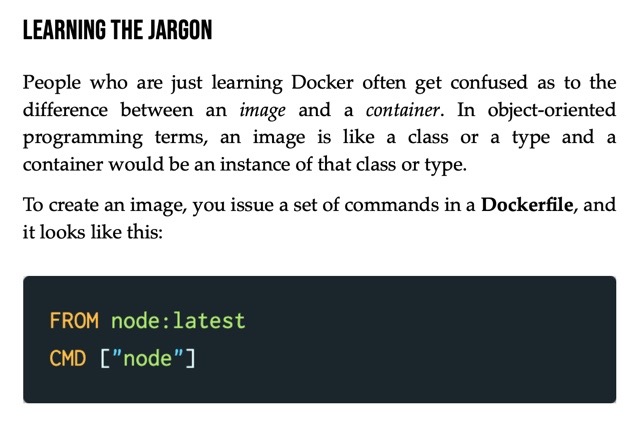 LEARNING THE JARGON
People who are just learning Docker often get confused as to the
difference between an image and a container. In object-oriented
programming terms, an image is like a class or a type and a
container would be an instance of that class or type.
To create an image, you issue a set of commands in a Dockerfile, and
it looks like this:
FROM node:latest
CMD ["node"]